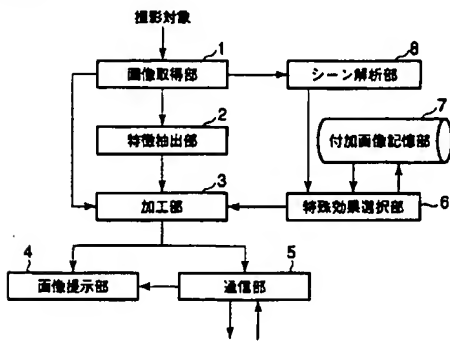 撮影対象
1
画像取得部
8
シーン解析部
2
特徴抽出部
7
付加画像記憶部
3
加工部
特殊効果選択部
6
4
画像提示部
5
通信部